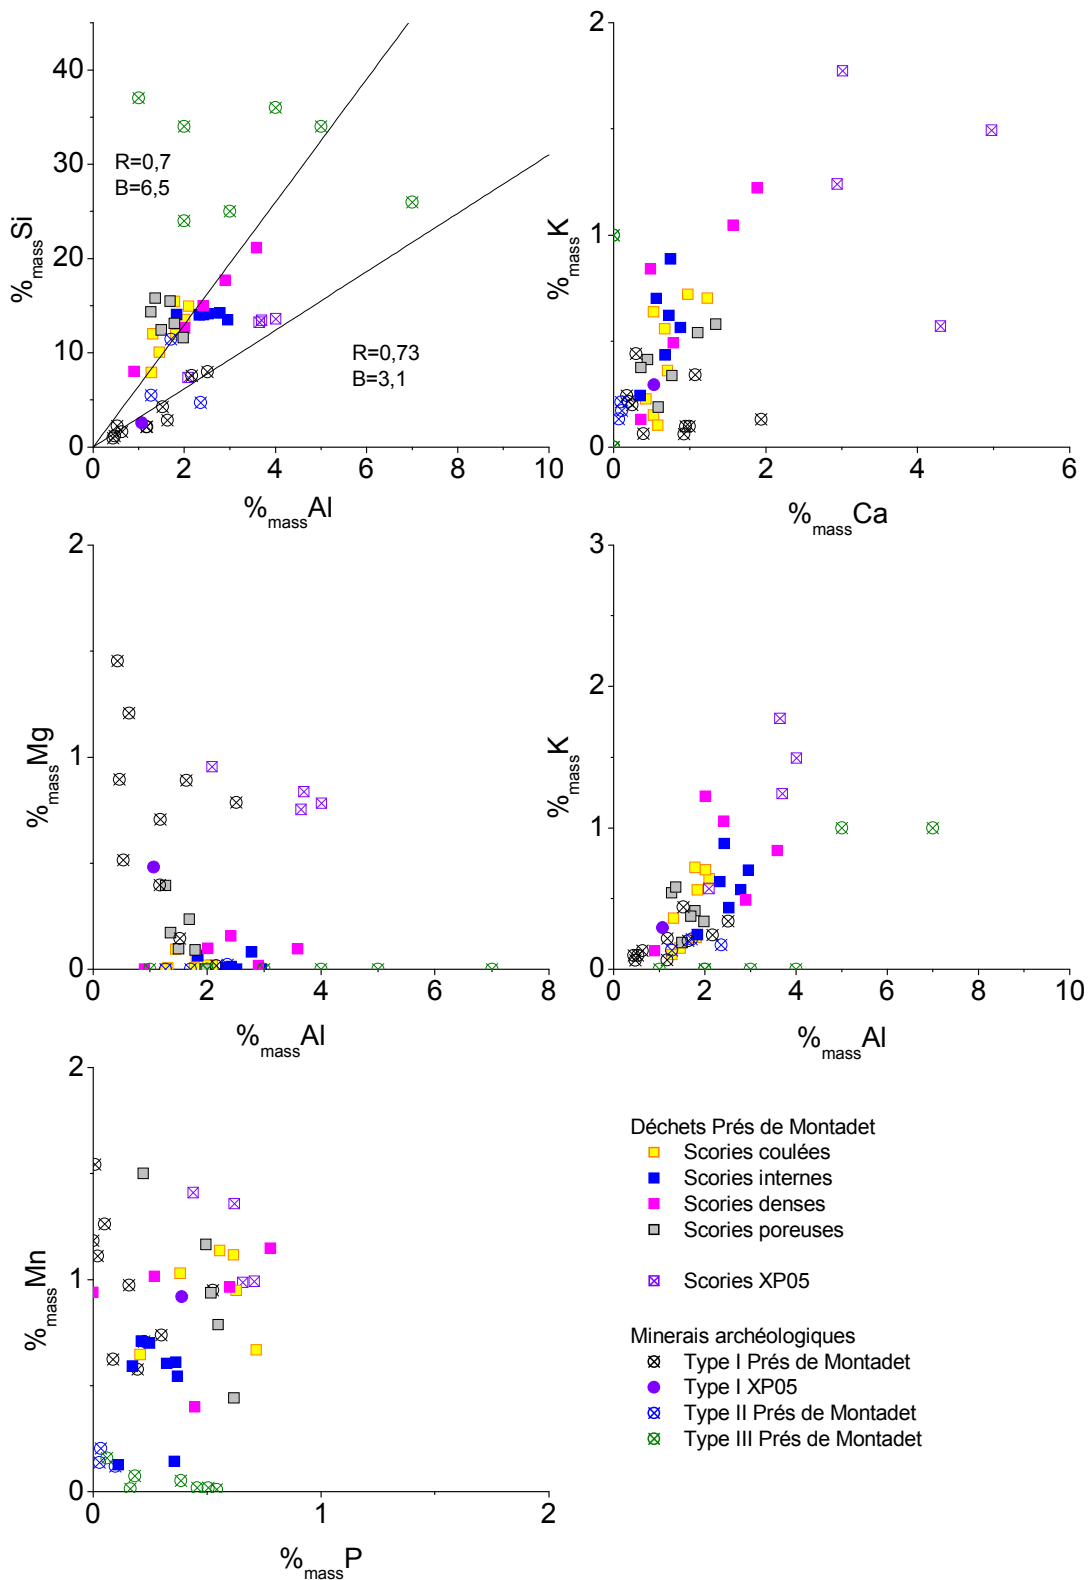 40
30
20
10
0
%massSi
R=0,7
B=6,5
R=0,73
B=3,1
0 2 4 6 8 10
%massAl
2
1
0
%massK
0 2 4 6
%massCa
2
1
0
%massMg
0 2 4 6 8
%massAl
3
2
1
0
%massK
0 2 4 6 8 10
%massAl
2
1
0
%massMn
0 1 2
%massP
Déchets Prés de Montadet
Scories coulées
Scories internes
Scories denses
Scories poreuses
Scories XP05
Minerais archéologiques
Type I Prés de Montadet
Type I XP05
Type II Prés de Montadet
Type III Prés de Montadet